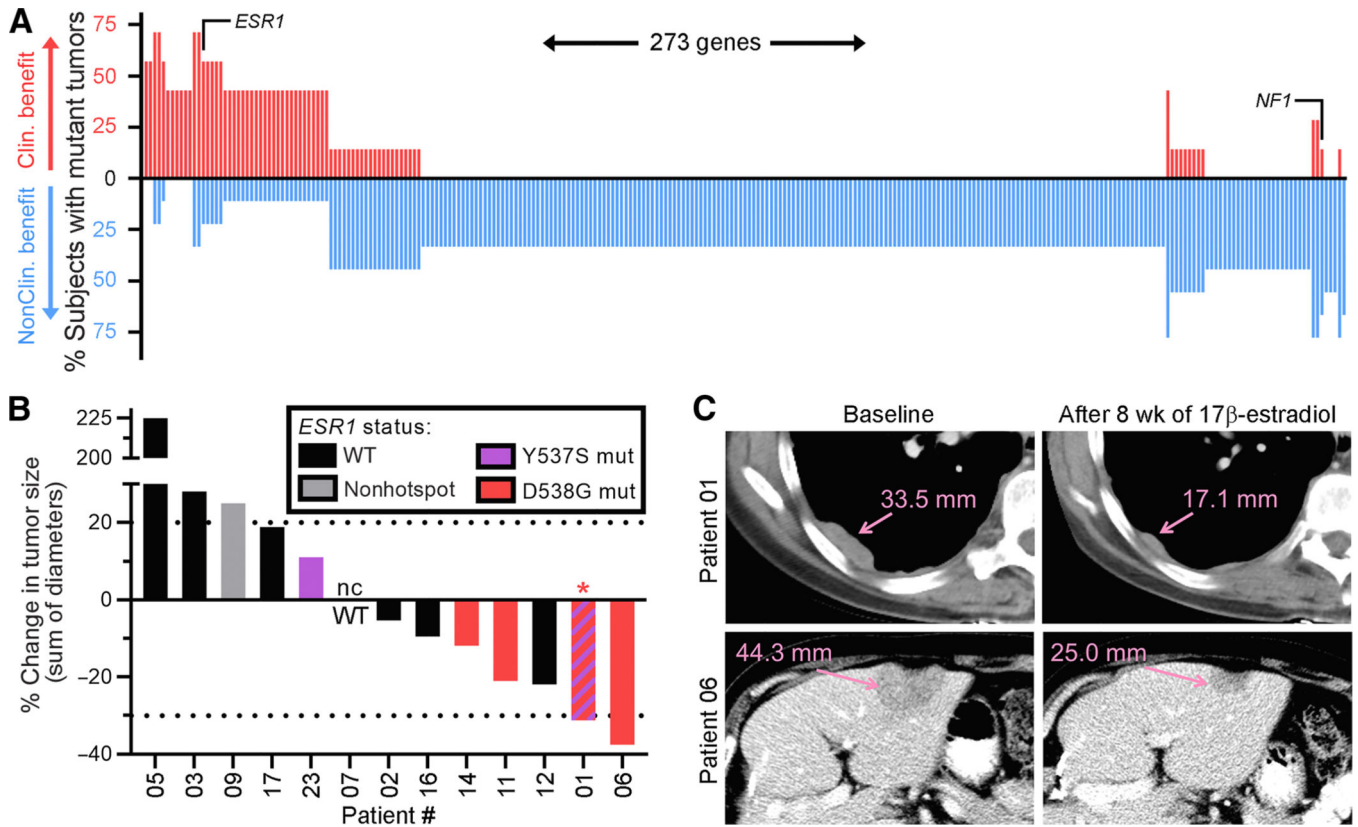 A
% Subjects with mutant tumors
Clin. benefit
NonClin. benefit
75
50
25
0
25
50
75
ESR1
273 genes
NF1
B
% Change in tumor size
(sum of diameters)
225
200
20
0
−20
−40
ESR1 status:
WT
Y537S mut
Nonhotspot
D538G mut
nc
WT
*
05
03
09
17
23
07
02
16
14
11
12
01
06
Patient #
C
Baseline
After 8 wk of 17β-estradiol
Patient 01
33.5 mm
17.1 mm
Patient 06
44.3 mm
25.0 mm